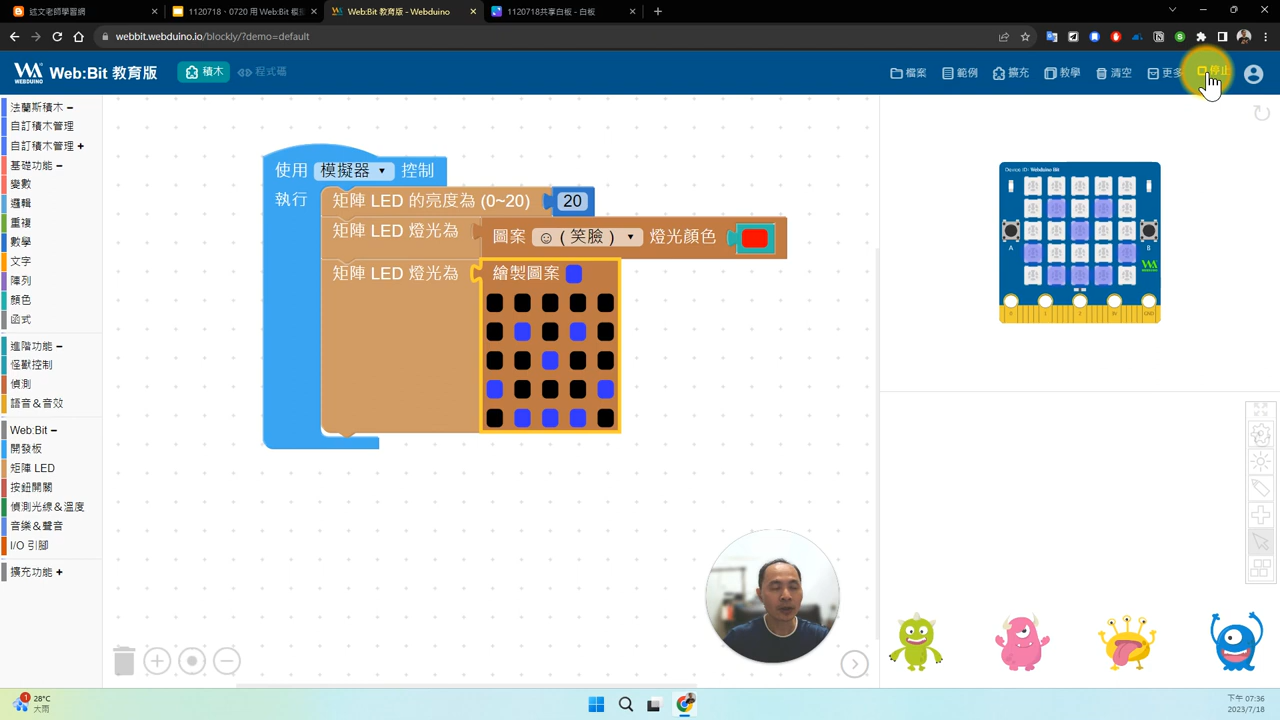 述文老師學習網
1120718、0720 用 Web:Bit 模
Web:Bit 教育版 - Webduino
1120718共享白板 - 白板
webbit.webduino.io/blockly/?demo=default
WEBDUINO
Web:Bit 教育版
積木
程式碼
檔案
範例
擴充
教學
清空
更多
停止
法蘭斯積木
自訂積木管理
自訂積木管理
基礎功能
變數
邏輯
重複
數學
文字
陣列
顏色
函式
進階功能
怪獸控制
偵測
語音＆音效
Web:Bit
開發板
矩陣 LED
按鈕開關
偵測光線＆溫度
音樂＆聲音
I/O 引腳
擴充功能
使用 模擬器 控制
執行
矩陣 LED 的亮度為 (0~20) 20
矩陣 LED 燈光為 圖案 ☺ ( 笑臉 ) 燈光顏色
矩陣 LED 燈光為 繪製圖案
Device ID: Webduino Bit
A
B
28°C
大雨
下午 07:36
2023/7/18